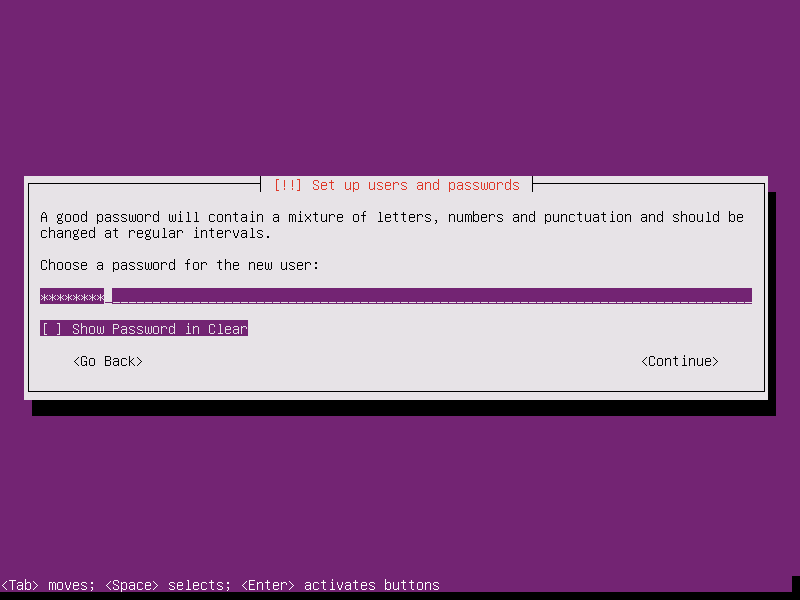 [!!] Set up users and passwords
A good password will contain a mixture of letters, numbers and punctuation and should be
changed at regular intervals.
Choose a password for the new user:
********
[ ] Show Password in Clear
<Go Back> <Continue>
<Tab> moves; <Space> selects; <Enter> activates buttons